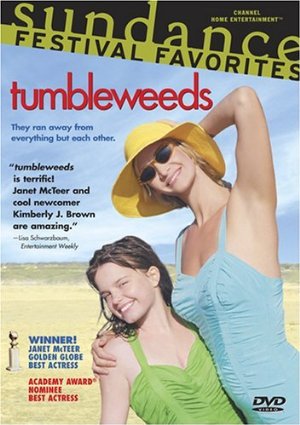 sundance
CHANNEL
HOME ENTERTAINMENT™
FESTIVAL FAVORITES
tumbleweeds
They ran away from
everything but each other.
“tumbleweeds
is terrific!
Janet McTeer and
cool newcomer
Kimberly J. Brown
are amazing.”
—Lisa Schwarzbaum,
Entertainment Weekly
WINNER!
JANET McTEER
GOLDEN GLOBE
BEST ACTRESS
ACADEMY AWARD®
NOMINEE
BEST ACTRESS
DVD
VIDEO